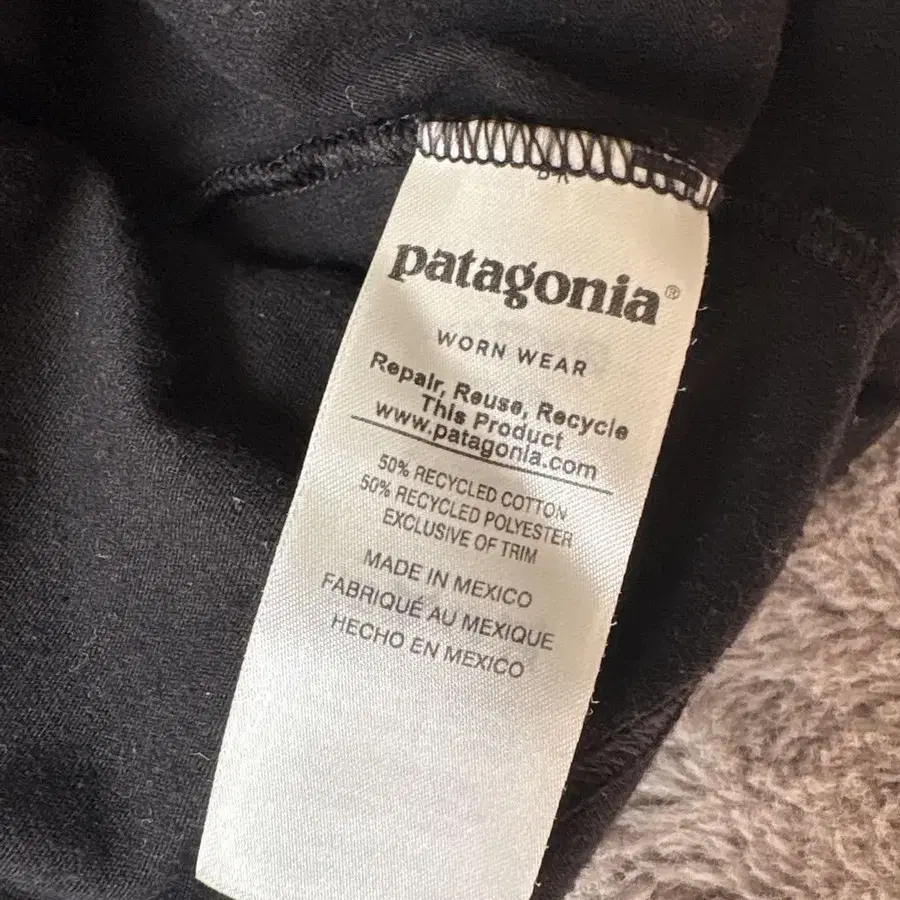 patagonia®
WORN WEAR
Repair, Reuse, Recycle
This Product
www.patagonia.com
50% RECYCLED COTTON
50% RECYCLED POLYESTER
EXCLUSIVE OF TRIM
MADE IN MEXICO
FABRIQUÉ AU MEXIQUE
HECHO EN MEXICO